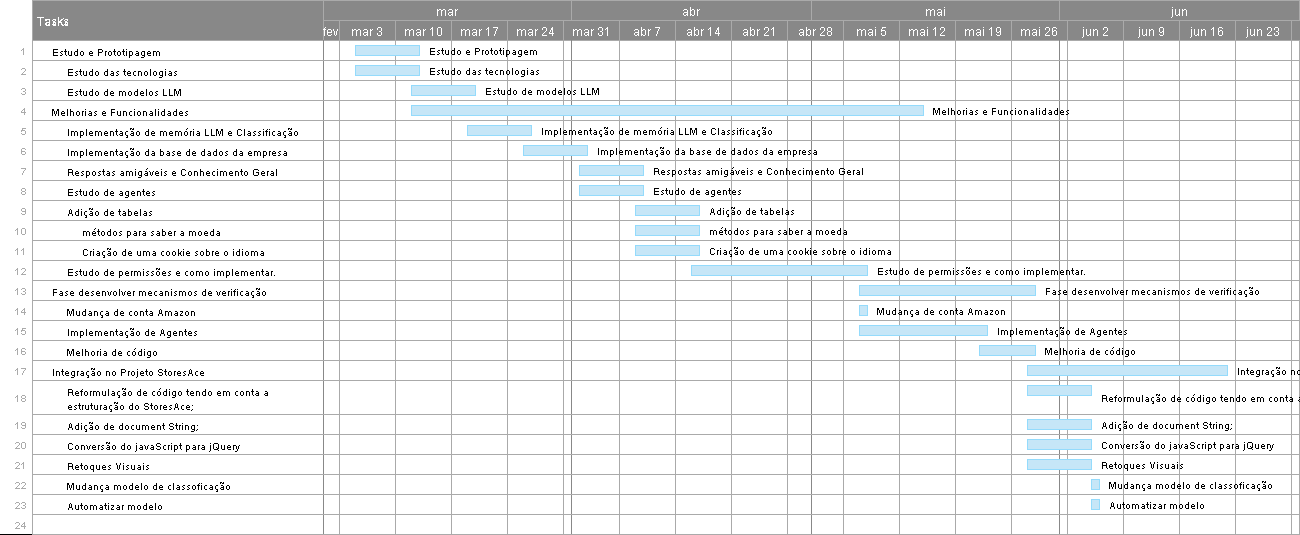 Tasks
mar abr mai jun
fev mar 3 mar 10 mar 17 mar 24 mar 31 abr 7 abr 14 abr 21 abr 28 mai 5 mai 12 mai 19 mai 26 jun 2 jun 9 jun 16 jun 23
1 Estudo e Prototipagem Estudo e Prototipagem
2 Estudo das tecnologias Estudo das tecnologias
3 Estudo de modelos LLM Estudo de modelos LLM
4 Melhorias e Funcionalidades Melhorias e Funcionalidades
5 Implementação de memória LLM e Classificação Implementação de memória LLM e Classificação
6 Implementação da base de dados da empresa Implementação da base de dados da empresa
7 Respostas amigáveis e Conhecimento Geral Respostas amigáveis e Conhecimento Geral
8 Estudo de agentes Estudo de agentes
9 Adição de tabelas Adição de tabelas
10 métodos para saber a moeda métodos para saber a moeda
11 Criação de uma cookie sobre o idioma Criação de uma cookie sobre o idioma
12 Estudo de permissões e como implementar. Estudo de permissões e como implementar.
13 Fase desenvolver mecanismos de verificação Fase desenvolver mecanismos de verificação
14 Mudança de conta Amazon Mudança de conta Amazon
15 Implementação de Agentes Implementação de Agentes
16 Melhoria de código Melhoria de código
17 Integração no Projeto StoresAce Integração no
18 Reformulação de código tendo em conta a
estruturação do StoresAce; Reformulação de código tendo em conta a
19 Adição de document String; Adição de document String;
20 Conversão do javaScript para jQuery Conversão do javaScript para jQuery
21 Retoques Visuais Retoques Visuais
22 Mudança modelo de classoficação Mudança modelo de classoficação
23 Automatizar modelo Automatizar modelo
24